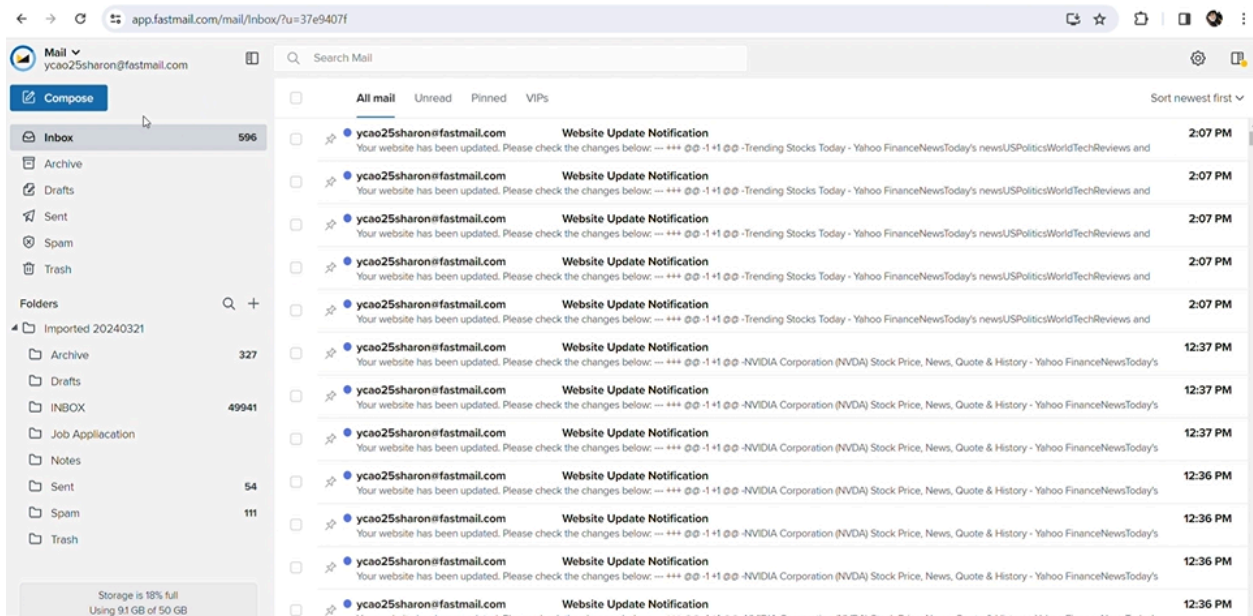 app.fastmail.com/mail/Inbox/?u=37e9407f
Mail
ycao25sharon@fastmail.com
Search Mail
Compose
All mail Unread Pinned VIPs
Sort newest first
Inbox 596
Archive
Drafts
Sent
Spam
Trash
Folders
Imported 20240321
Archive 327
Drafts
INBOX 49941
Job Appliacation
Notes
Sent 54
Spam 111
Trash
Storage is 18% full
Using 9.1 GB of 50 GB
ycao25sharon@fastmail.com Website Update Notification 2:07 PM
Your website has been updated. Please check the changes below: --- +++ @@ -1 +1 @@ -Trending Stocks Today - Yahoo FinanceNewsToday's newsUSPoliticsWorldTechReviews and
ycao25sharon@fastmail.com Website Update Notification 2:07 PM
Your website has been updated. Please check the changes below: --- +++ @@ -1 +1 @@ -Trending Stocks Today - Yahoo FinanceNewsToday's newsUSPoliticsWorldTechReviews and
ycao25sharon@fastmail.com Website Update Notification 2:07 PM
Your website has been updated. Please check the changes below: --- +++ @@ -1 +1 @@ -Trending Stocks Today - Yahoo FinanceNewsToday's newsUSPoliticsWorldTechReviews and
ycao25sharon@fastmail.com Website Update Notification 2:07 PM
Your website has been updated. Please check the changes below: --- +++ @@ -1 +1 @@ -Trending Stocks Today - Yahoo FinanceNewsToday's newsUSPoliticsWorldTechReviews and
ycao25sharon@fastmail.com Website Update Notification 2:07 PM
Your website has been updated. Please check the changes below: --- +++ @@ -1 +1 @@ -Trending Stocks Today - Yahoo FinanceNewsToday's newsUSPoliticsWorldTechReviews and
ycao25sharon@fastmail.com Website Update Notification 12:37 PM
Your website has been updated. Please check the changes below: --- +++ @@ -1 +1 @@ -NVIDIA Corporation (NVDA) Stock Price, News, Quote & History - Yahoo FinanceNewsToday's
ycao25sharon@fastmail.com Website Update Notification 12:37 PM
Your website has been updated. Please check the changes below: --- +++ @@ -1 +1 @@ -NVIDIA Corporation (NVDA) Stock Price, News, Quote & History - Yahoo FinanceNewsToday's
ycao25sharon@fastmail.com Website Update Notification 12:37 PM
Your website has been updated. Please check the changes below: --- +++ @@ -1 +1 @@ -NVIDIA Corporation (NVDA) Stock Price, News, Quote & History - Yahoo FinanceNewsToday's
ycao25sharon@fastmail.com Website Update Notification 12:36 PM
Your website has been updated. Please check the changes below: --- +++ @@ -1 +1 @@ -NVIDIA Corporation (NVDA) Stock Price, News, Quote & History - Yahoo FinanceNewsToday's
ycao25sharon@fastmail.com Website Update Notification 12:36 PM
Your website has been updated. Please check the changes below: --- +++ @@ -1 +1 @@ -NVIDIA Corporation (NVDA) Stock Price, News, Quote & History - Yahoo FinanceNewsToday's
ycao25sharon@fastmail.com Website Update Notification 12:36 PM
Your website has been updated. Please check the changes below: --- +++ @@ -1 +1 @@ -NVIDIA Corporation (NVDA) Stock Price, News, Quote & History - Yahoo FinanceNewsToday's
ycao25sharon@fastmail.com Website Update Notification 12:36 PM